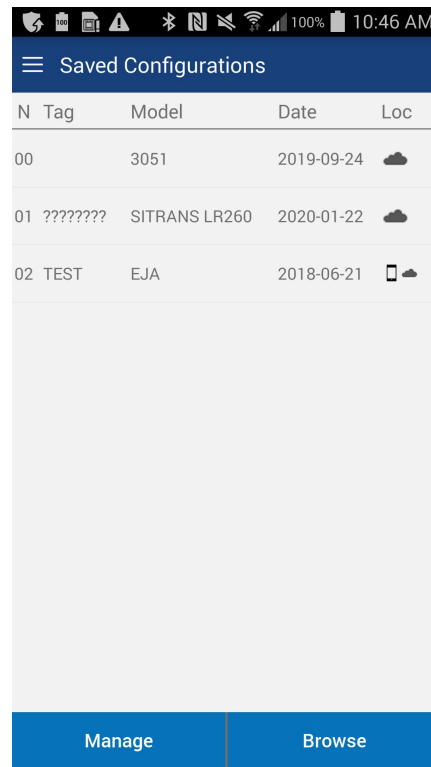 100 100% 10:46 AM
Saved Configurations
N Tag Model Date Loc
00 3051 2019-09-24
01 ???????? SITRANS LR260 2020-01-22
02 TEST EJA 2018-06-21
Manage Browse